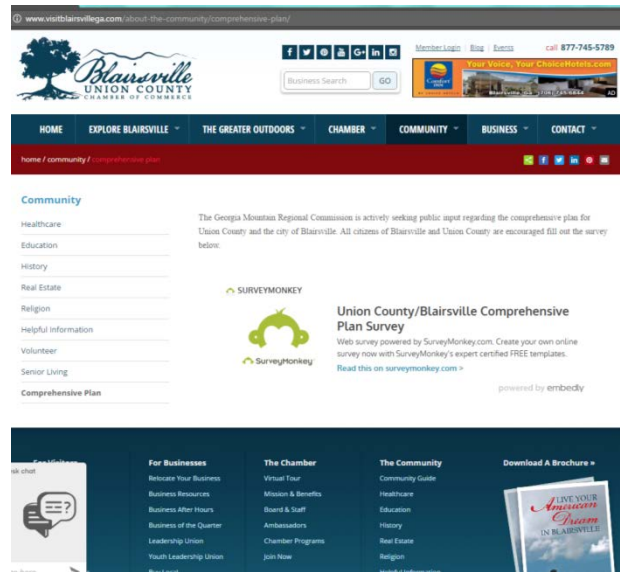 www.visitblairsvillega.com/about-the-community/comprehensive-plan/
Member Login | Blog | Events
call 877-745-5789
Blairsville
UNION COUNTY
CHAMBER OF COMMERCE
Business Search
GO
Your Voice, Your ChoiceHotels.com
Comfort
AD
HOME
EXPLORE BLAIRSVILLE
THE GREATER OUTDOORS
CHAMBER
COMMUNITY
BUSINESS
CONTACT
home / community / comprehensive plan
Community
Healthcare
Education
History
Real Estate
Religion
Helpful Information
Volunteer
Senior Living
Comprehensive Plan
The Georgia Mountain Regional Commission is actively seeking public input regarding the comprehensive plan for
Union County and the city of Blairsville. All citizens of Blairsville and Union County are encouraged fill out the survey
below.
SURVEYMONKEY
SurveyMonkey
Union County/Blairsville Comprehensive
Plan Survey
Web survey powered by SurveyMonkey.com. Create your own online
survey now with SurveyMonkey's expert certified FREE templates.
Read this on surveymonkey.com >
powered by embedly
For Visitors
chat
For Businesses
Relocate Your Business
Business Resources
Business After Hours
Business of the Quarter
Leadership Union
Youth Leadership Union
The Chamber
Virtual Tour
Mission & Benefits
Board & Staff
Ambassadors
Chamber Programs
Join Now
The Community
Community Guide
Healthcare
Education
History
Real Estate
Religion
Helpful Information
Download A Brochure »
LIVE YOUR
American
Dream
IN BLAIRSVILLE